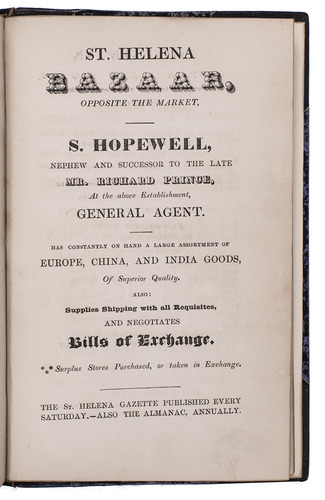 ST. HELENA
BAZAAR,
OPPOSITE THE MARKET,
S. HOPEWELL,
NEPHEW AND SUCCESSOR TO THE LATE
MR. RICHARD PRINCE,
At the above Establishment,
GENERAL AGENT.
HAS CONSTANTLY ON HAND A LARGE ASSORTMENT OF
EUROPE, CHINA, AND INDIA GOODS,
Of Superior Quality.
ALSO:
Supplies Shipping with all Requisites,
AND NEGOTIATES
Bills of Exchange.
⁂ Surplus Stores Purchased, or taken in Exchange.
THE ST. HELENA GAZETTE PUBLISHED EVERY
SATURDAY.—ALSO THE ALMANAC, ANNUALLY.